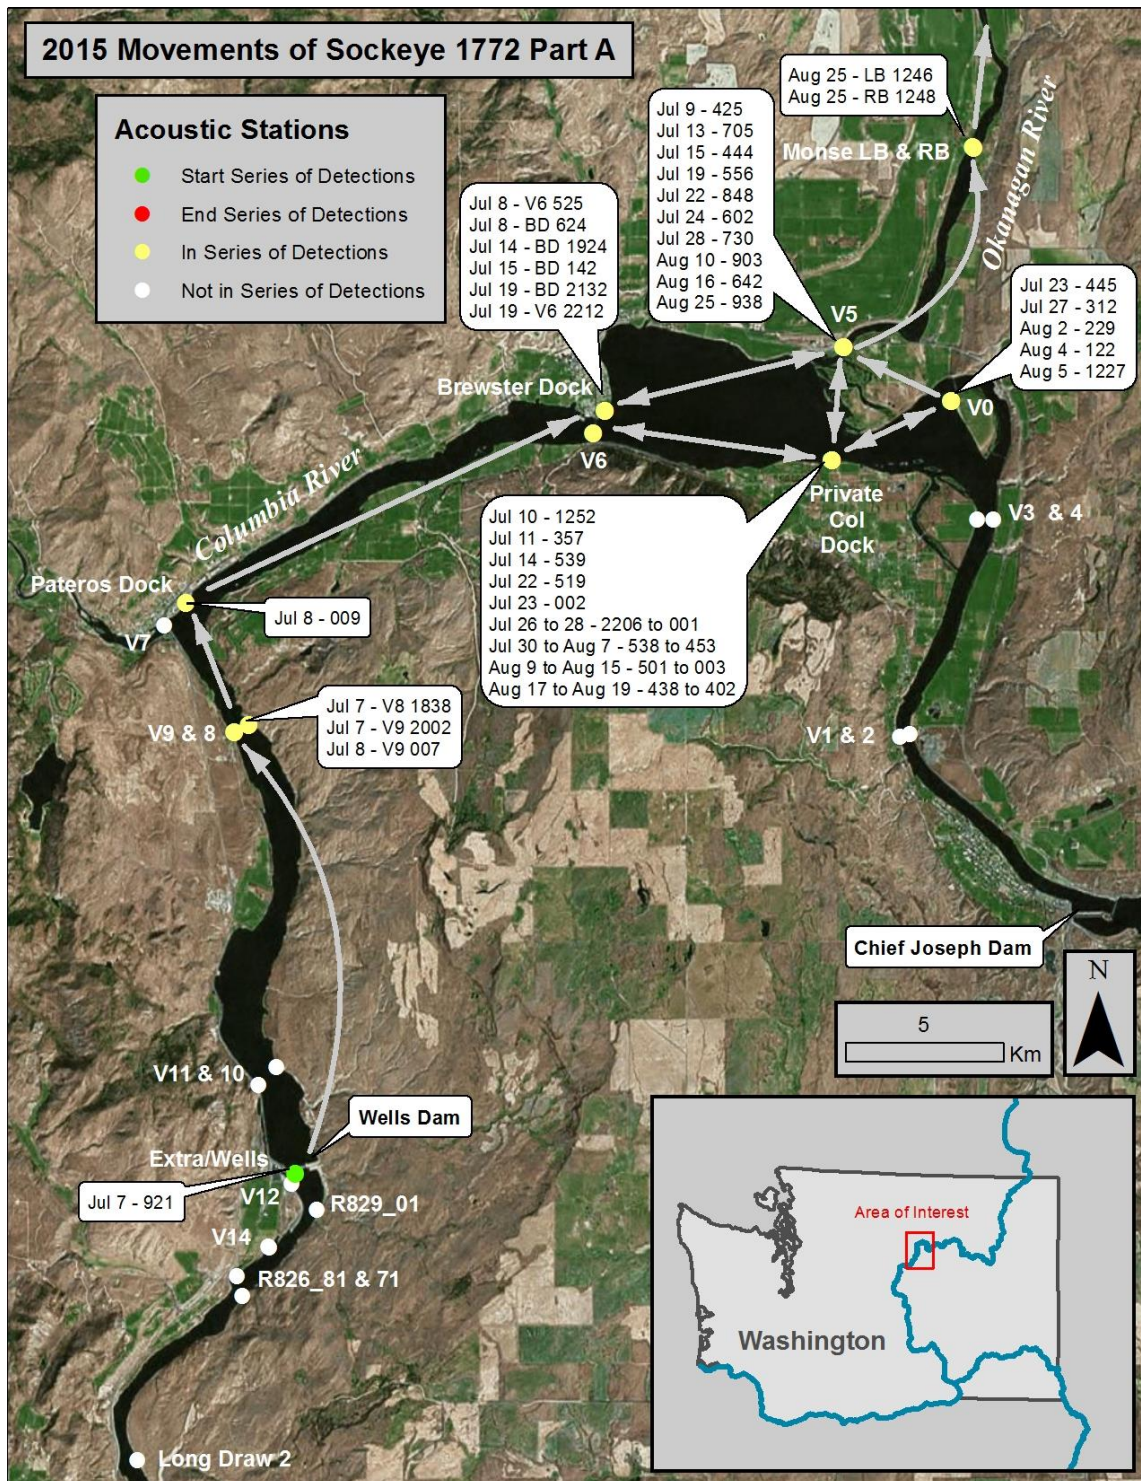 2015 Movements of Sockeye 1772 Part A
Acoustic Stations
Start Series of Detections
End Series of Detections
In Series of Detections
Not in Series of Detections
Aug 25 - LB 1246
Aug 25 - RB 1248
Monse LB & RB
Okanagan River
Jul 9 - 425
Jul 13 - 705
Jul 15 - 444
Jul 19 - 556
Jul 22 - 848
Jul 24 - 602
Jul 28 - 730
Aug 10 - 903
Aug 16 - 642
Aug 25 - 938
V5
Jul 8 - V6 525
Jul 8 - BD 624
Jul 14 - BD 1924
Jul 15 - BD 142
Jul 19 - BD 2132
Jul 19 - V6 2212
Jul 23 - 445
Jul 27 - 312
Aug 2 - 229
Aug 4 - 122
Aug 5 - 1227
V0
Brewster Dock
V6
Columbia River
Private
Col
Dock
V3 & 4
Jul 10 - 1252
Jul 11 - 357
Jul 14 - 539
Jul 22 - 519
Jul 23 - 002
Jul 26 to 28 - 2206 to 001
Jul 30 to Aug 7 - 538 to 453
Aug 9 to Aug 15 - 501 to 003
Aug 17 to Aug 19 - 438 to 402
Pateros Dock
Jul 8 - 009
V7
Jul 7 - V8 1838
Jul 7 - V9 2002
Jul 8 - V9 007
V9 & 8
V1 & 2
Chief Joseph Dam
N
5
Km
V11 & 10
Wells Dam
Extra/Wells
Jul 7 - 921
V12
R829_01
V14
R826_81 & 71
Long Draw 2
Area of Interest
Washington